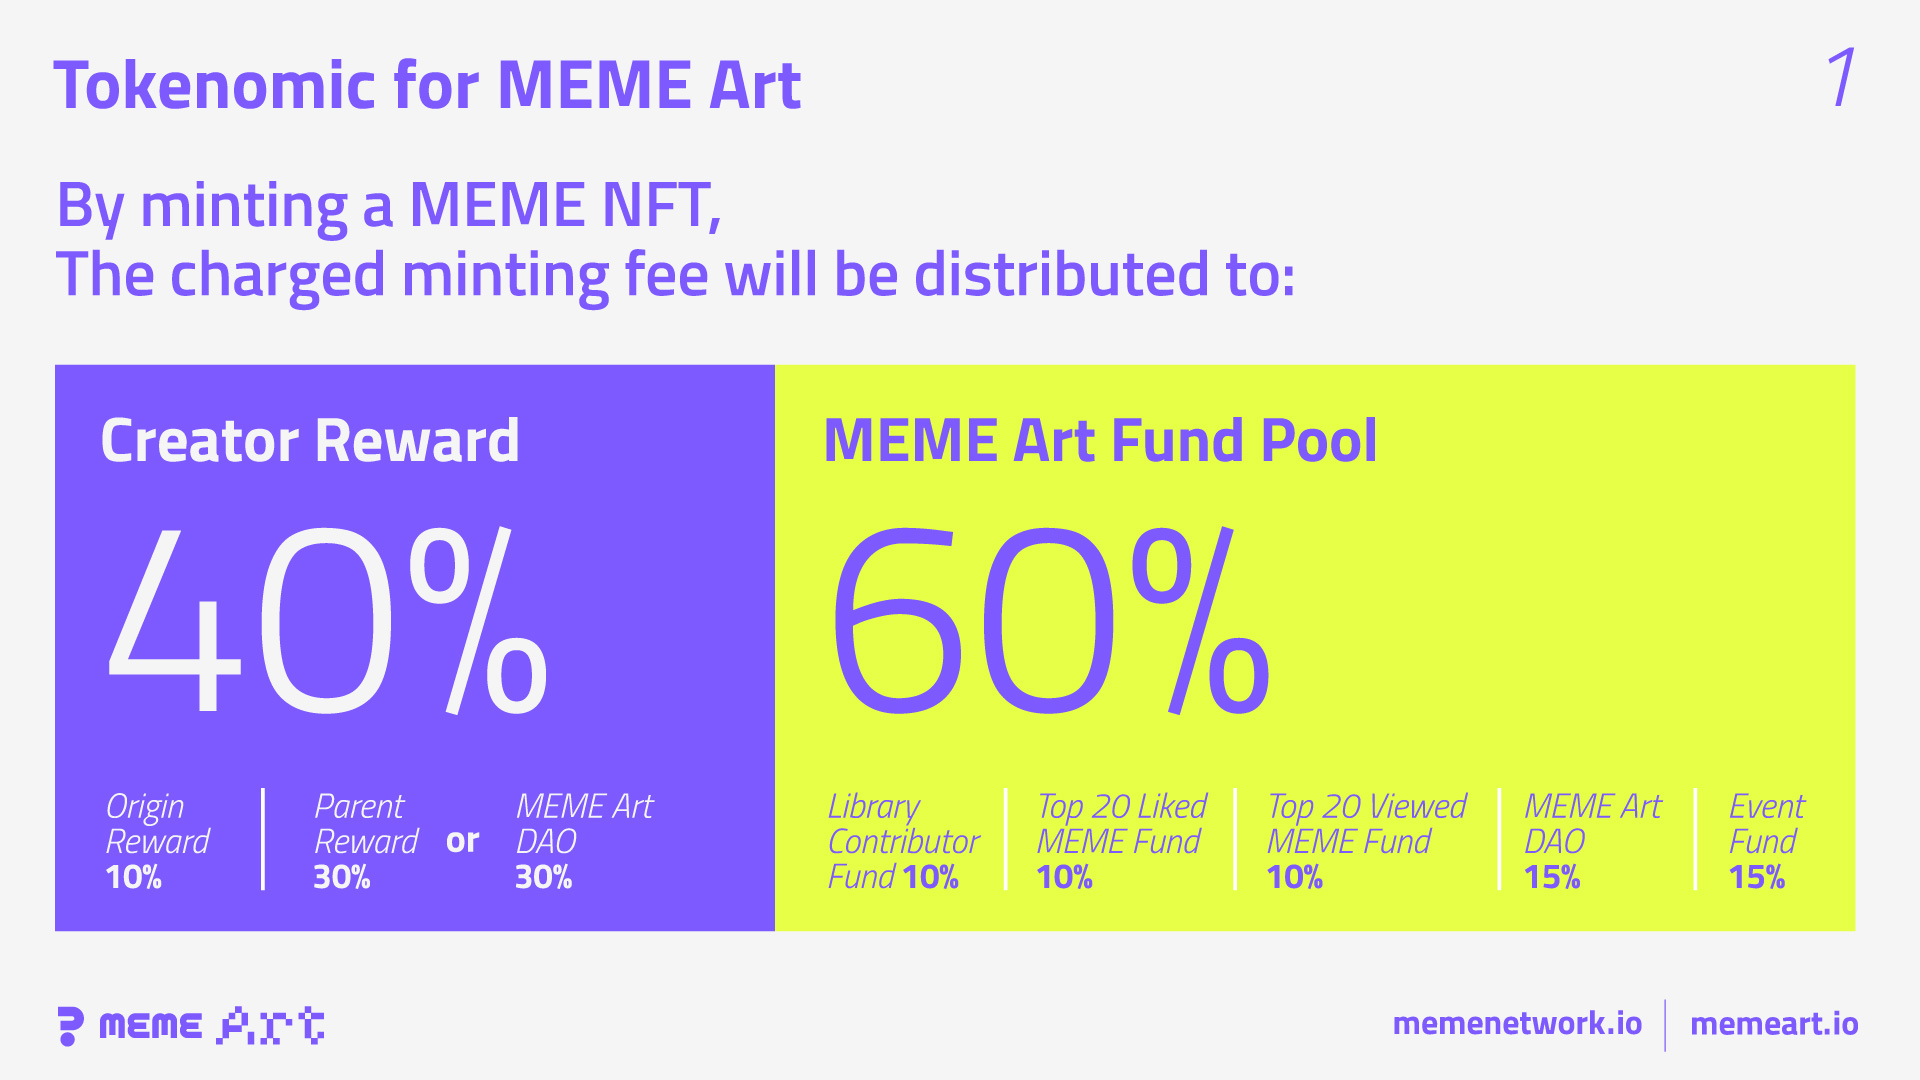 Tokenomic for MEME Art
1
By minting a MEME NFT,
The charged minting fee will be distributed to:
Creator Reward
40%
Origin
Reward
10%
Parent
Reward
30%
or
MEME Art
DAO
30%
MEME Art Fund Pool
60%
Library
Contributor
Fund 10%
Top 20 Liked
MEME Fund
10%
Top 20 Viewed
MEME Fund
10%
MEME Art
DAO
15%
Event
Fund
15%
MEME Art
memenetwork.io
memeart.io